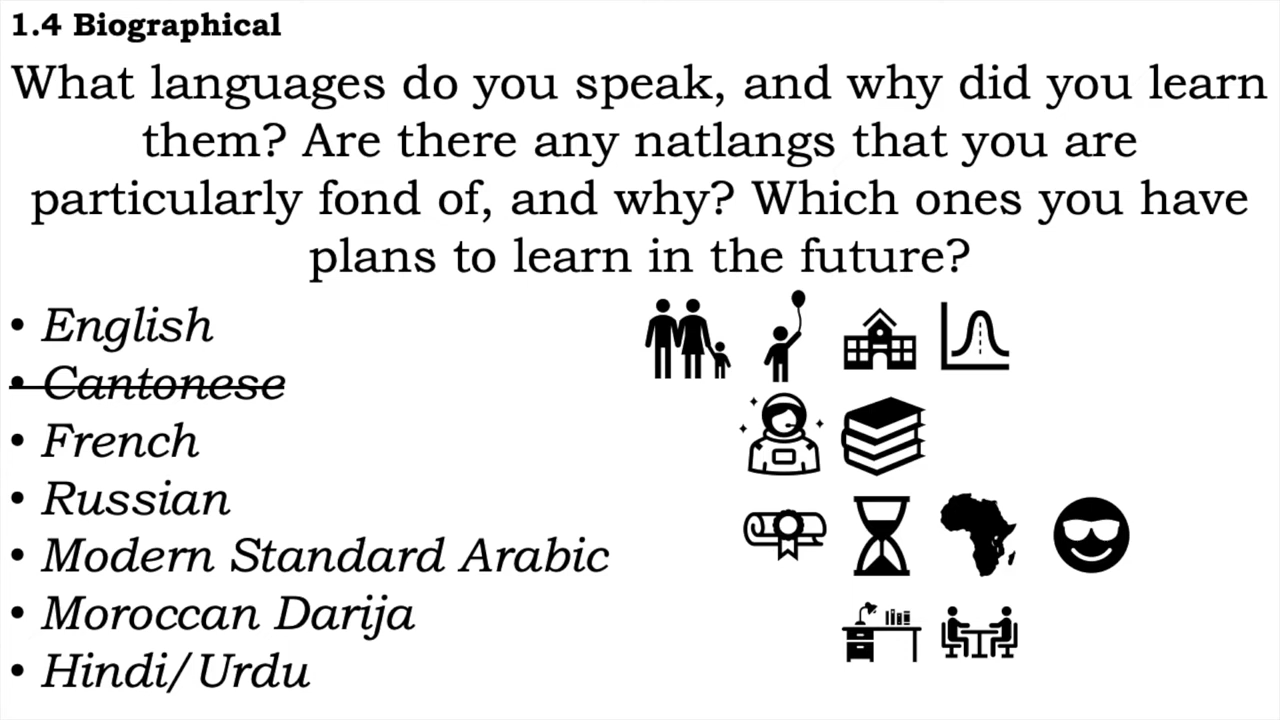 1.4 Biographical
What languages do you speak, and why did you learn
them? Are there any natlangs that you are
particularly fond of, and why? Which ones you have
plans to learn in the future?
• English
• Cantonese
• French
• Russian
• Modern Standard Arabic
• Moroccan Darija
• Hindi/Urdu